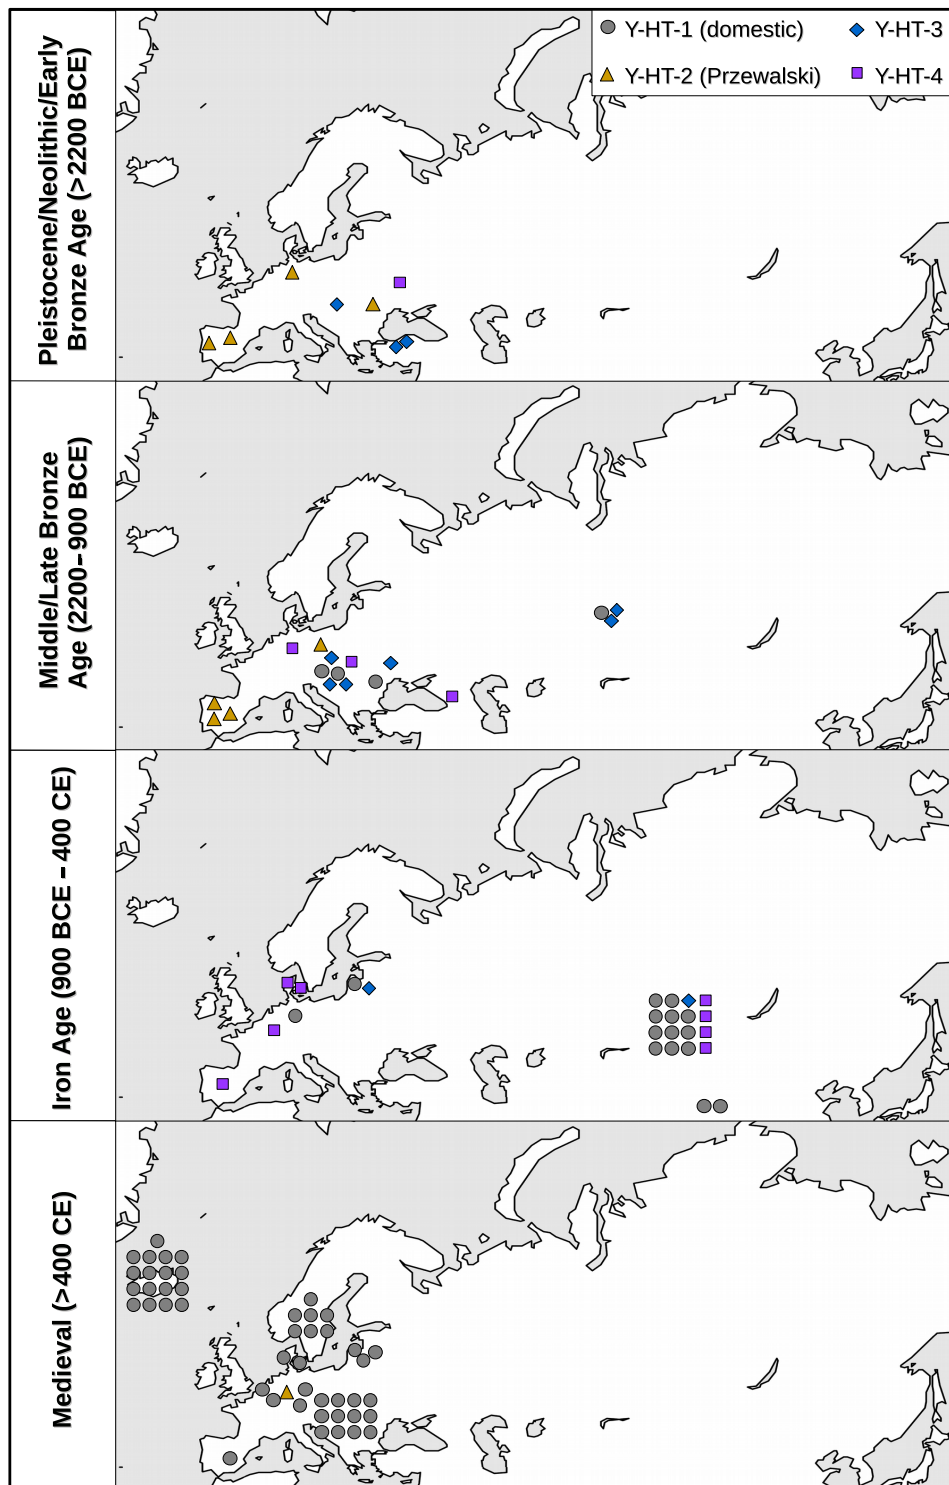 Y-HT-1 (domestic)
Y-HT-3
Y-HT-2 (Przewalski)
Y-HT-4
Pleistocene/Neolithic/Early
Bronze Age (>2200 BCE)
Middle/Late Bronze
Age (2200–900 BCE)
Iron Age (900 BCE – 400 CE)
Medieval (>400 CE)